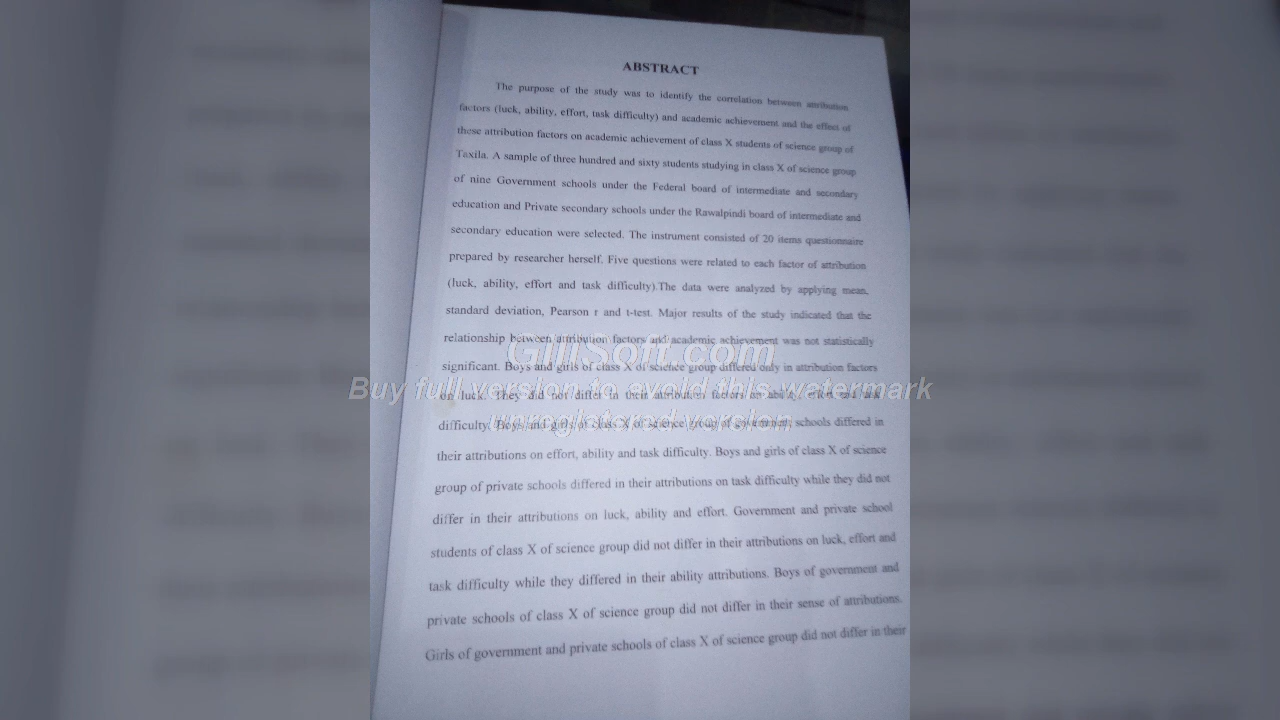 ABSTRACT
The purpose of the study was to identify the correlation between attribution
factors (luck, ability, effort, task difficulty) and academic achievement and the effect of
these attribution factors on academic achievement of class X students of science group of
Taxila. A sample of three hundred and sixty students studying in class X of science group
of nine Government schools under the Federal board of intermediate and secondary
education and Private secondary schools under the Rawalpindi board of intermediate and
secondary education were selected. The instrument consisted of 20 items questionnaire
prepared by researcher herself. Five questions were related to each factor of attribution
(luck, ability, effort and task difficulty).The data were analyzed by applying mean,
standard deviation, Pearson r and t-test. Major results of the study indicated that the
relationship between attribution factors and academic achievement was not statistically
significant. Boys and girls of class X of science group differed only in attribution factors
on luck. They did not differ in their attribution factors on ability, effort and task
difficulty. Boys and girls of class X of science group of government schools differed in
their attributions on effort, ability and task difficulty. Boys and girls of class X of science
group of private schools differed in their attributions on task difficulty while they did not
differ in their attributions on luck, ability and effort. Government and private school
students of class X of science group did not differ in their attributions on luck, effort and
task difficulty while they differed in their ability attributions. Boys of government and
private schools of class X of science group did not differ in their sense of attributions.
Girls of government and private schools of class X of science group did not differ in their
GiliSoft.com
Buy full version to avoid this watermark
unregistered version